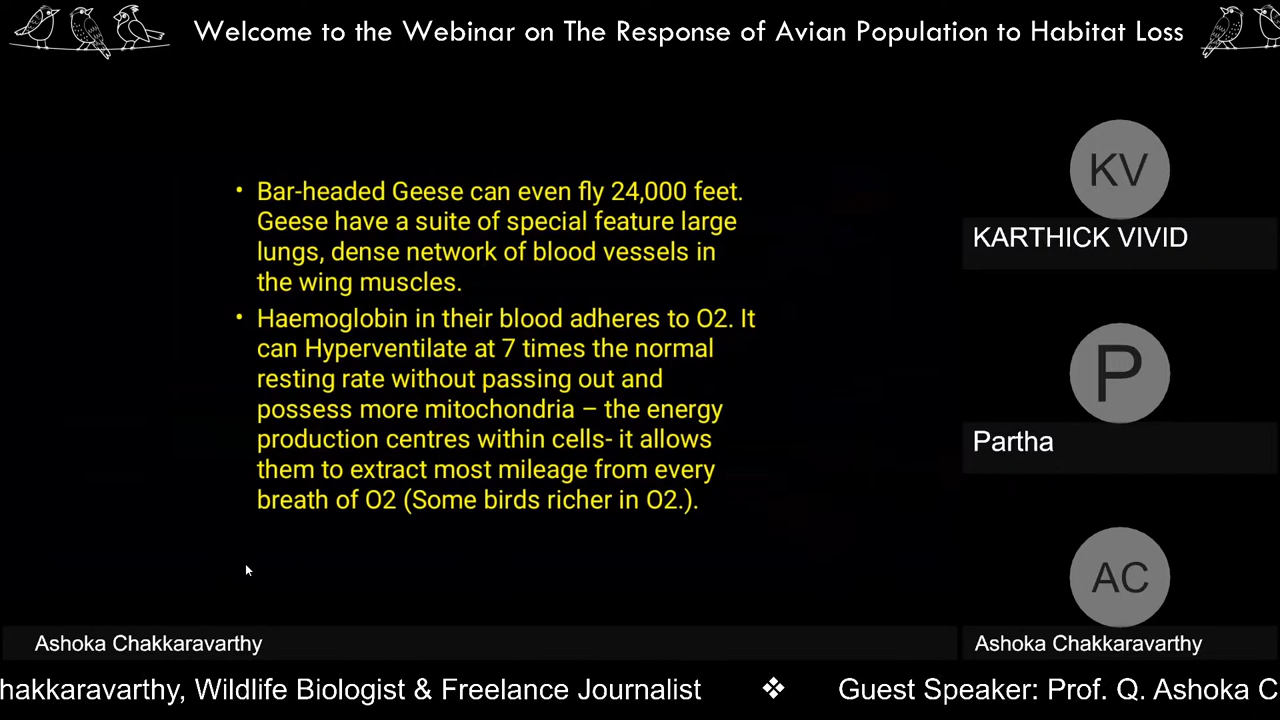 Welcome to the Webinar on The Response of Avian Population to Habitat Loss
• Bar-headed Geese can even fly 24,000 feet.
Geese have a suite of special feature large
lungs, dense network of blood vessels in
the wing muscles.
• Haemoglobin in their blood adheres to O2. It
can Hyperventilate at 7 times the normal
resting rate without passing out and
possess more mitochondria – the energy
production centres within cells- it allows
them to extract most mileage from every
breath of O2 (Some birds richer in O2.).
KV
KARTHICK VIVID
P
Partha
AC
Ashoka Chakkaravarthy
Ashoka Chakkaravarthy
hakkaravarthy, Wildlife Biologist & Freelance Journalist ❖ Guest Speaker: Prof. Q. Ashoka C